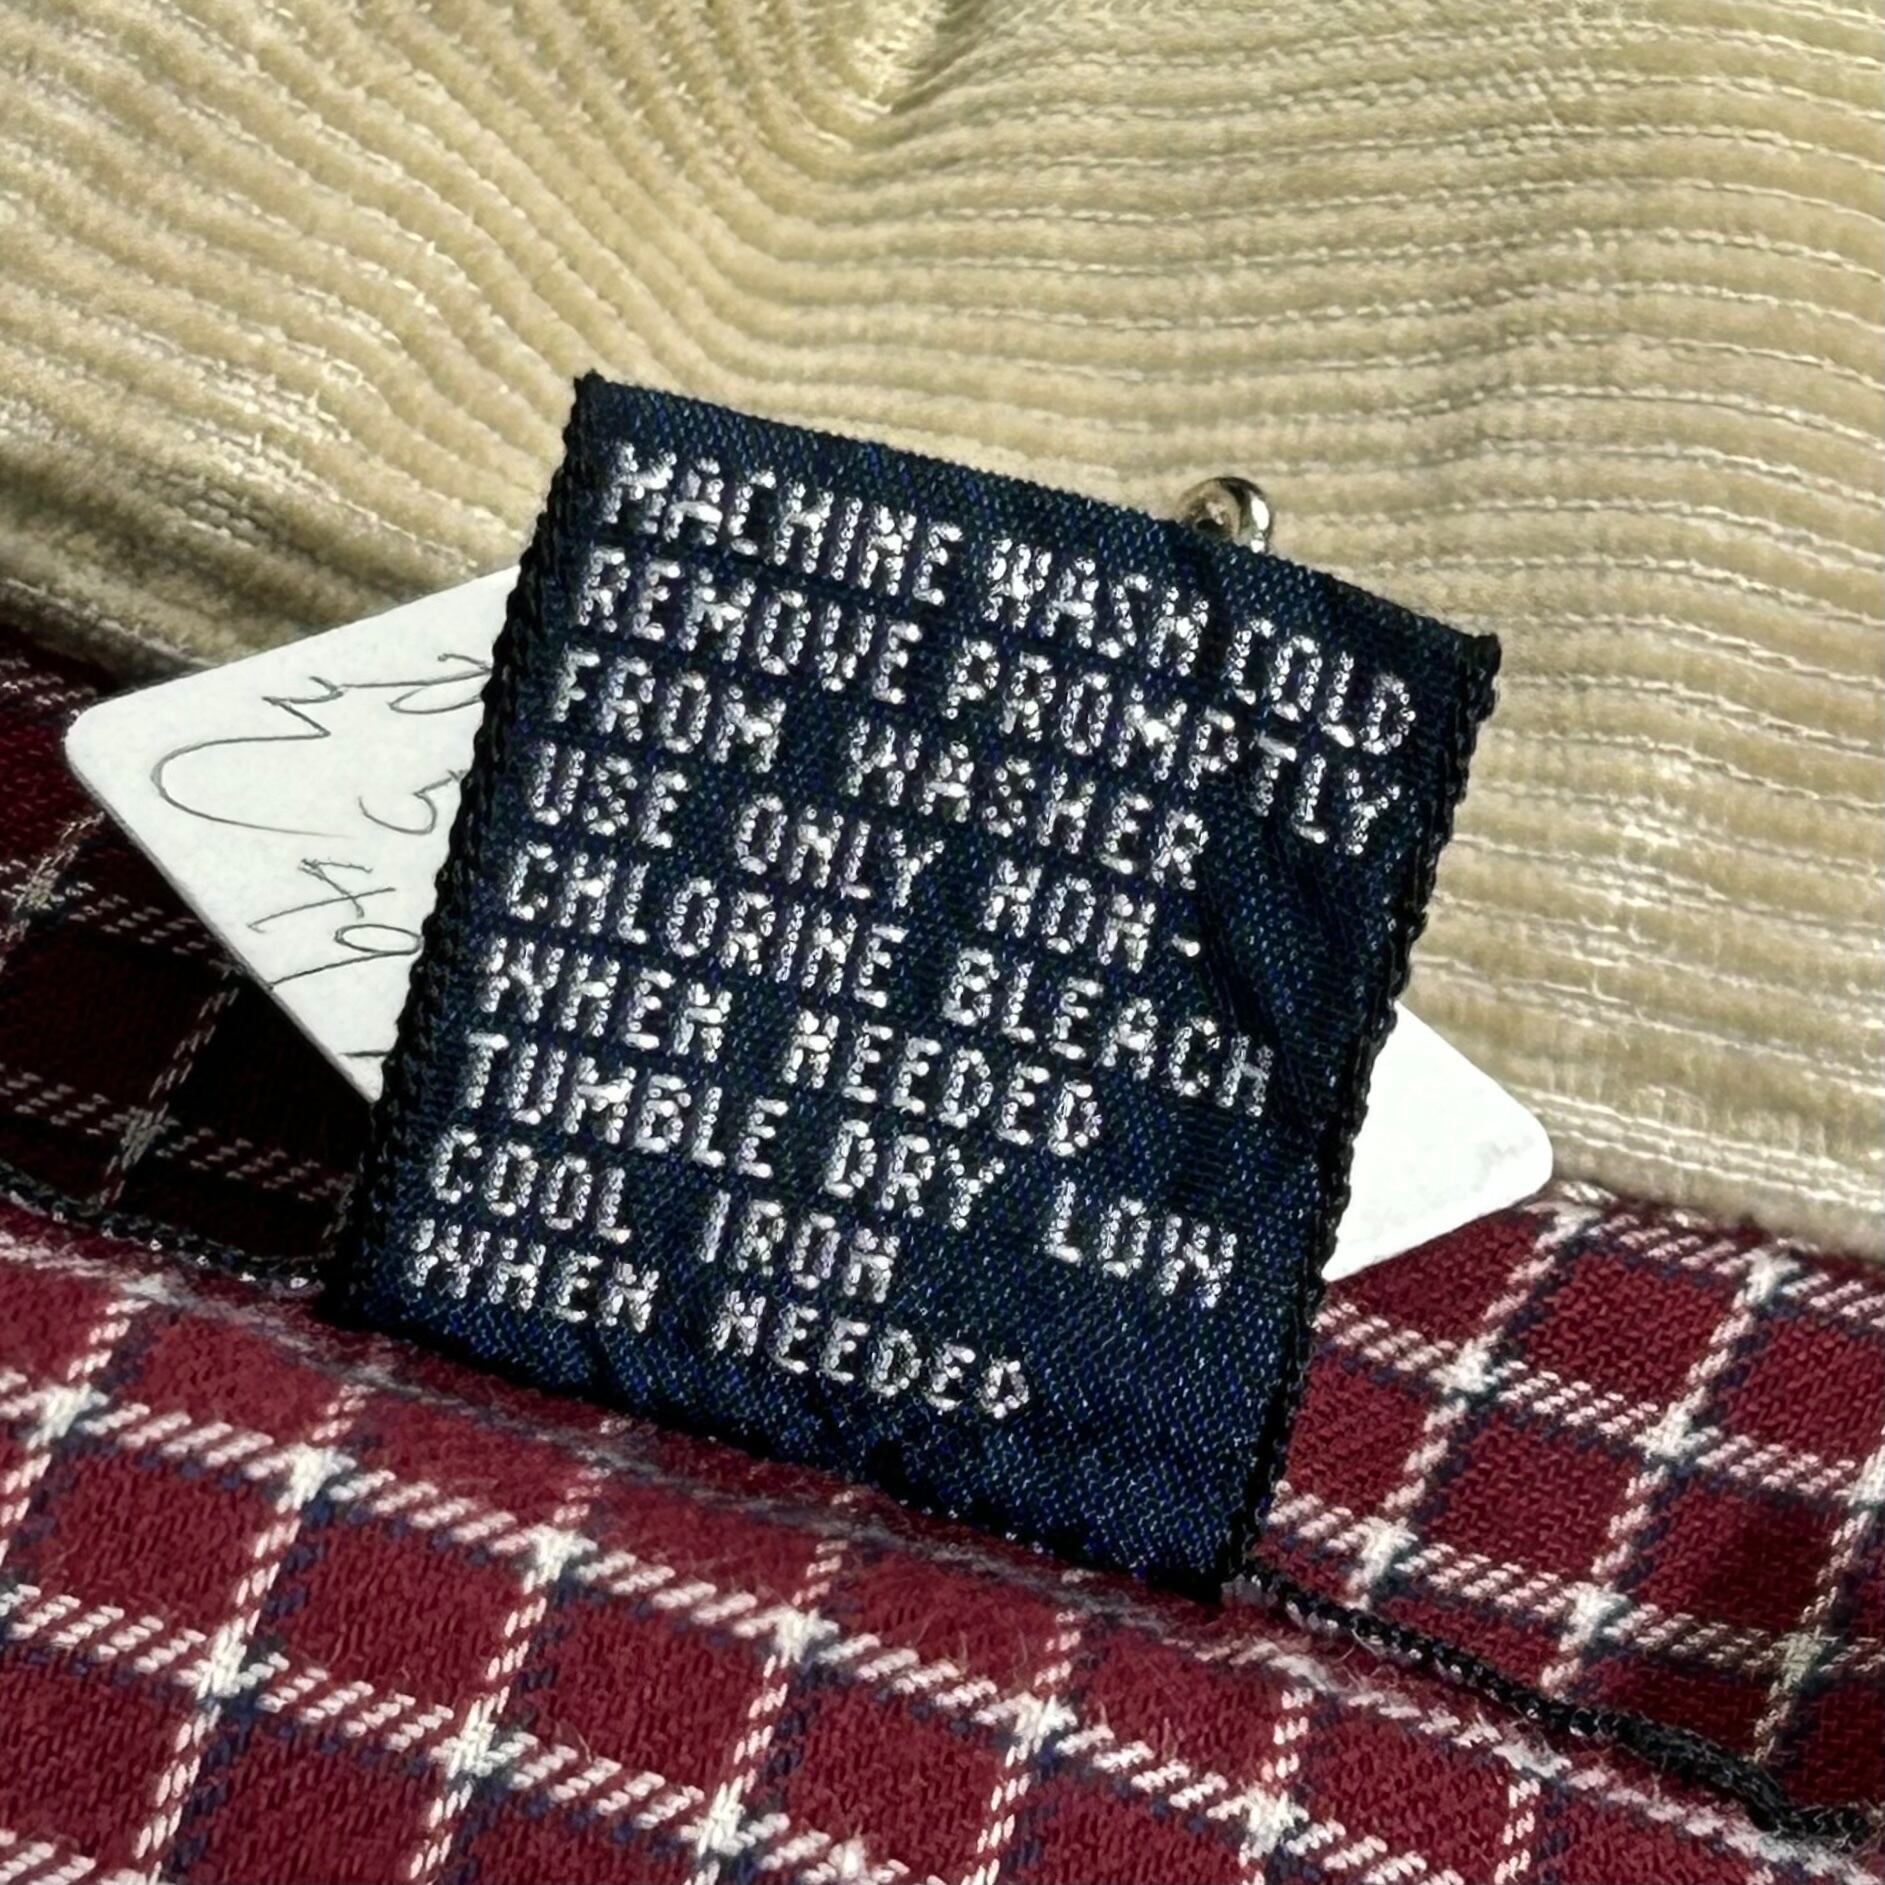 MACHINE WASH COLD
REMOVE PROMPTLY
FROM WASHER
USE ONLY NON-
CHLORINE BLEACH
WHEN NEEDED
TUMBLE DRY LOW
COOL IRON
WHEN NEEDED